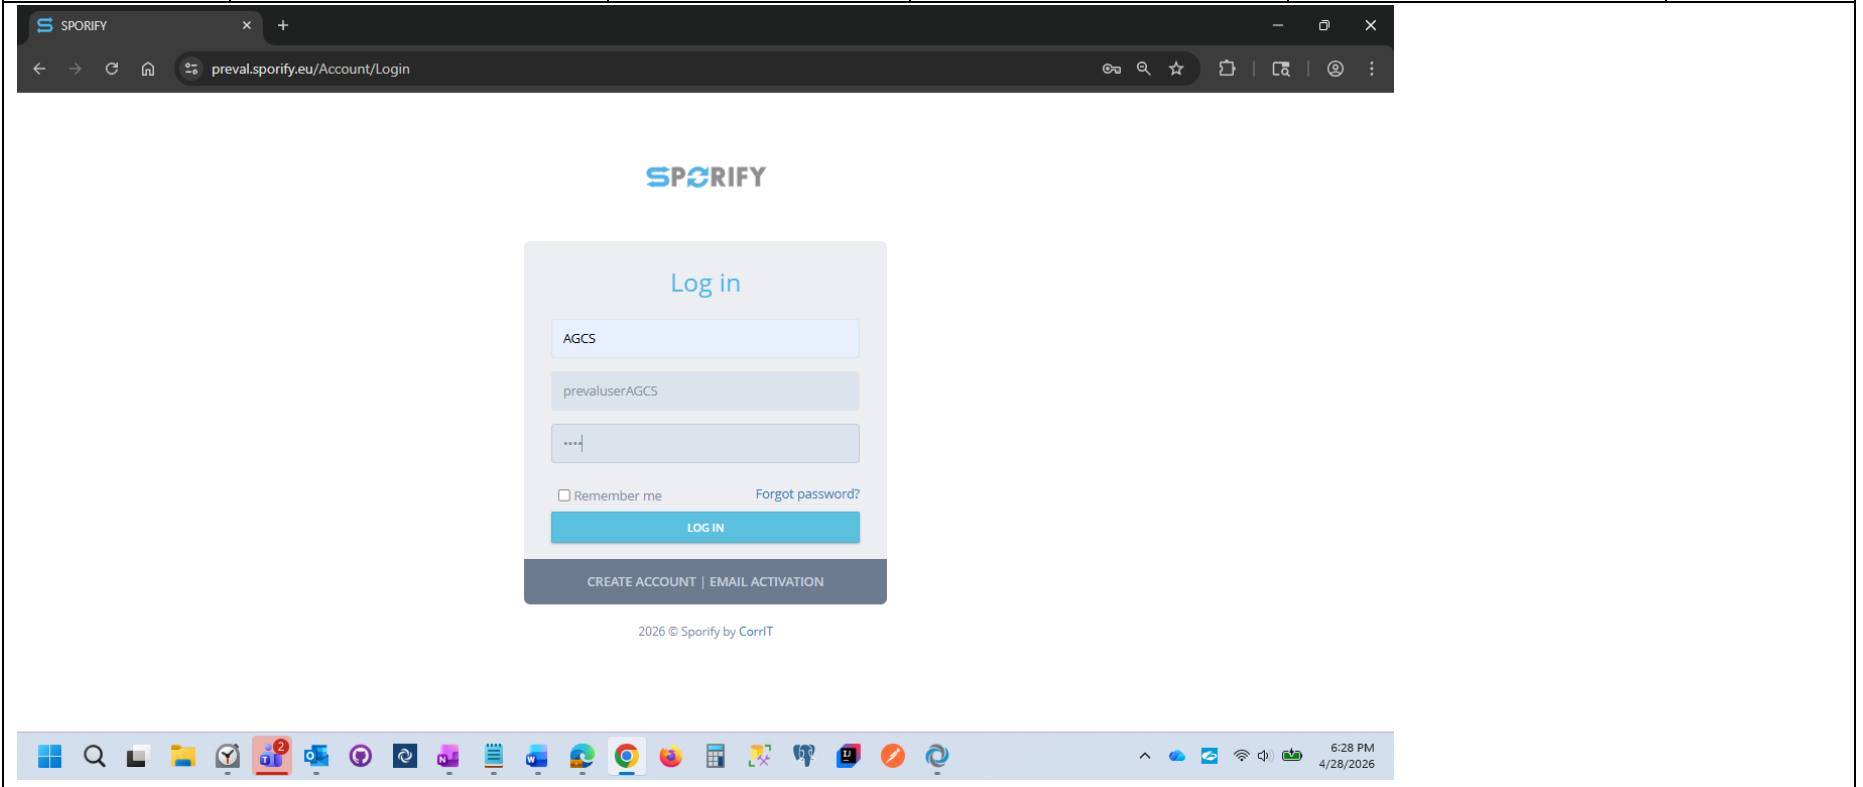 SPORIFY
preval.sporify.eu/Account/Login
SPORIFY
Log in
AGCS
prevaluserAGCS
••••
Remember me
Forgot password?
LOG IN
CREATE ACCOUNT | EMAIL ACTIVATION
2026 © Sporify by CorrIT
2
6:28 PM
4/28/2026